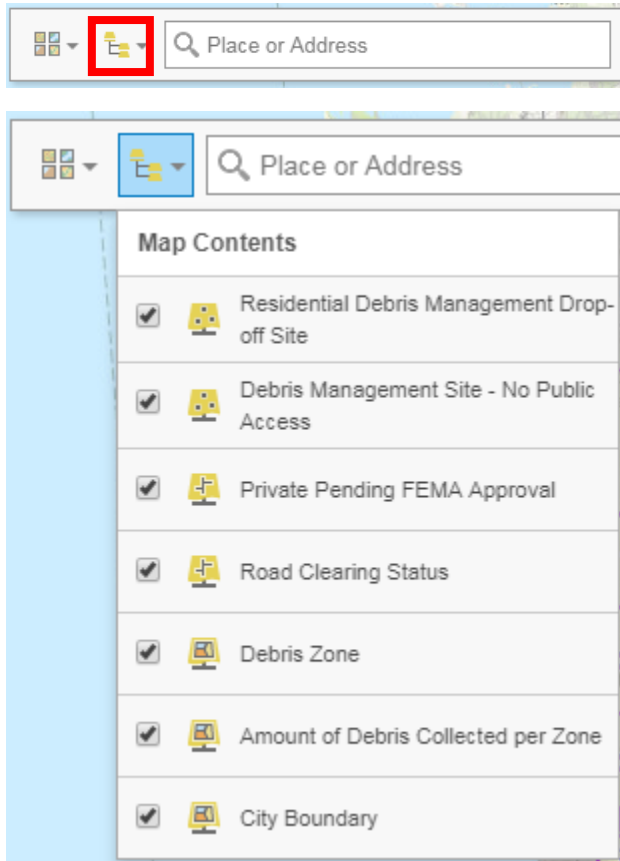 Place or Address
Place or Address
Map Contents
Residential Debris Management Drop-
off Site
Debris Management Site - No Public
Access
Private Pending FEMA Approval
Road Clearing Status
Debris Zone
Amount of Debris Collected per Zone
City Boundary